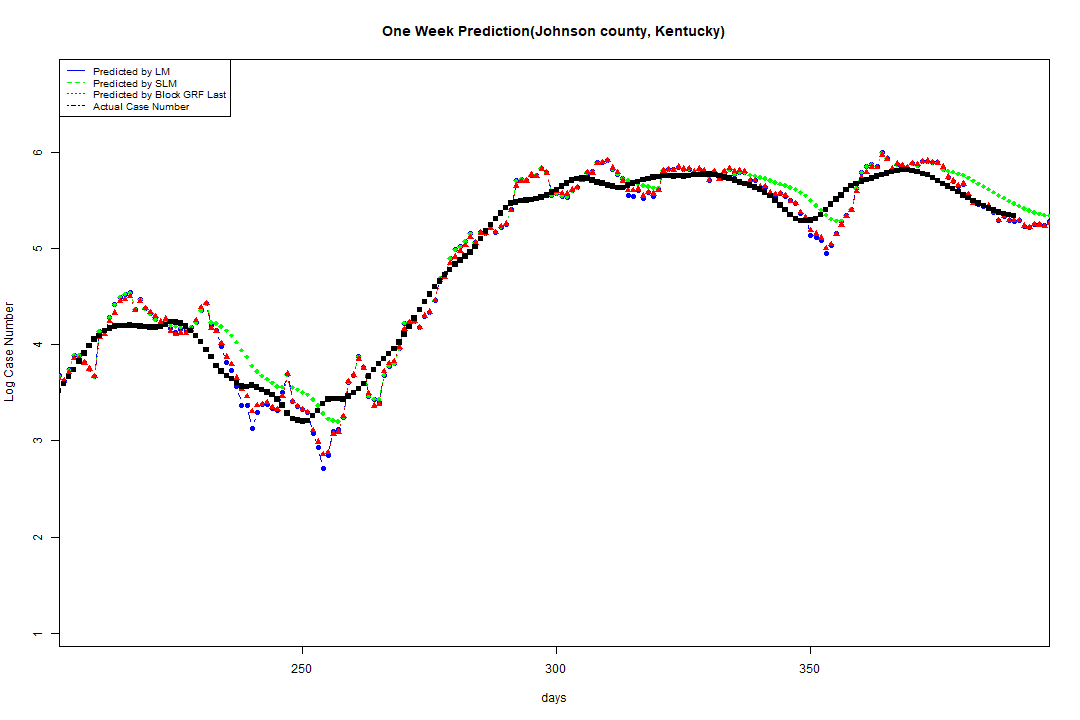 One Week Prediction(Johnson county, Kentucky)
Predicted by LM
Predicted by SLM
Predicted by Block GRF Last
Actual Case Number
6
5
4
3
2
1
Log Case Number
250 300 350
days